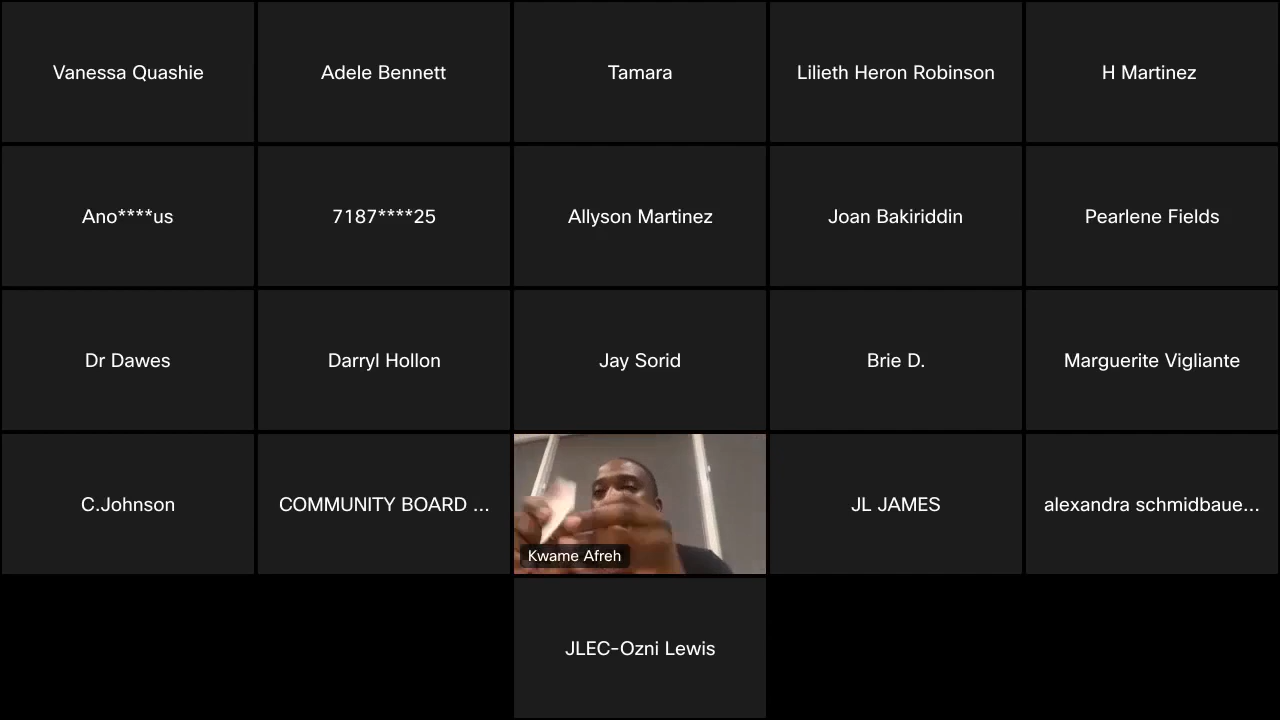 Vanessa Quashie
Adele Bennett
Tamara
Lilieth Heron Robinson
H Martinez
Ano****us
7187****25
Allyson Martinez
Joan Bakiriddin
Pearlene Fields
Dr Dawes
Darryl Hollon
Jay Sorid
Brie D.
Marguerite Vigliante
C.Johnson
COMMUNITY BOARD ...
Kwame Afreh
JL JAMES
alexandra schmidbaue...
JLEC-Ozni Lewis